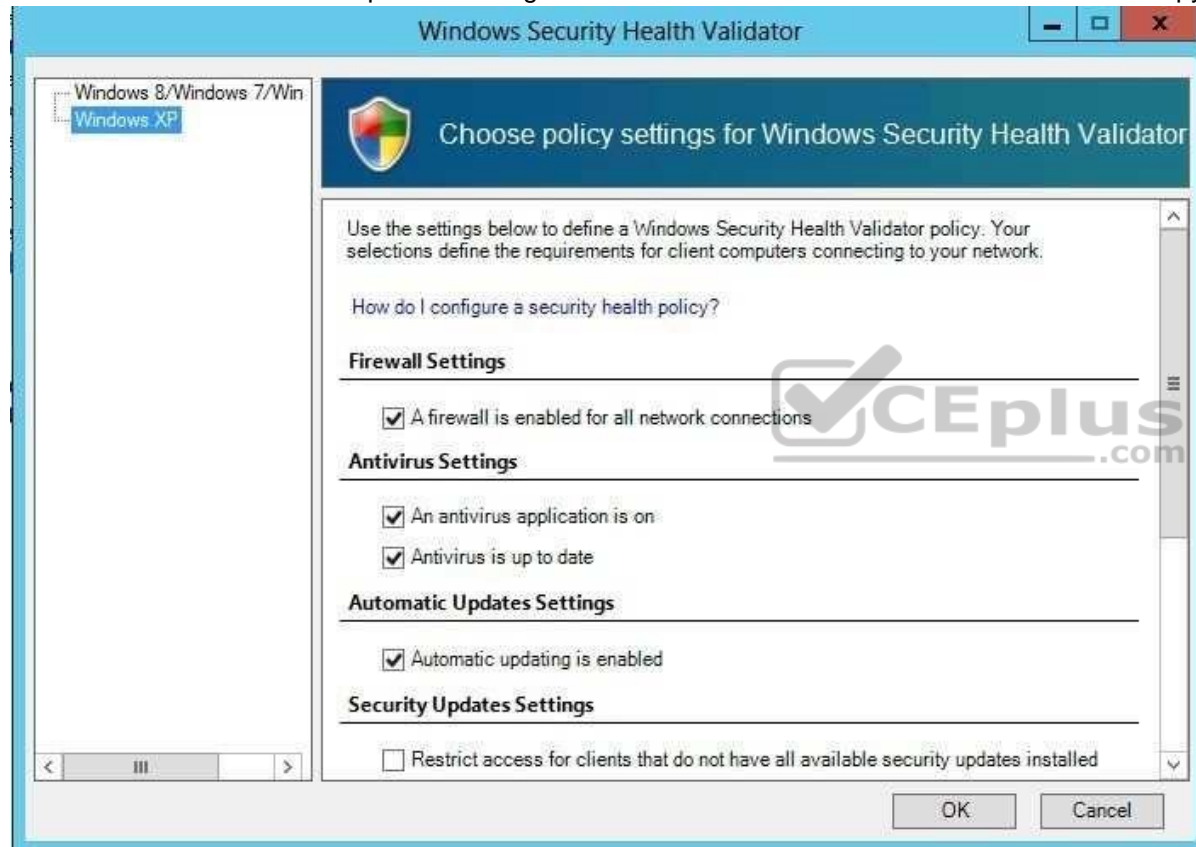 Windows Security Health Validator
Windows 8/Windows 7/Win
Windows XP
Choose policy settings for Windows Security Health Validator
Use the settings below to define a Windows Security Health Validator policy. Your
selections define the requirements for client computers connecting to your network.
How do I configure a security health policy?
Firewall Settings
A firewall is enabled for all network connections
Antivirus Settings
An antivirus application is on
Antivirus is up to date
Automatic Updates Settings
Automatic updating is enabled
Security Updates Settings
Restrict access for clients that do not have all available security updates installed
OK
Cancel
CEplus
.com